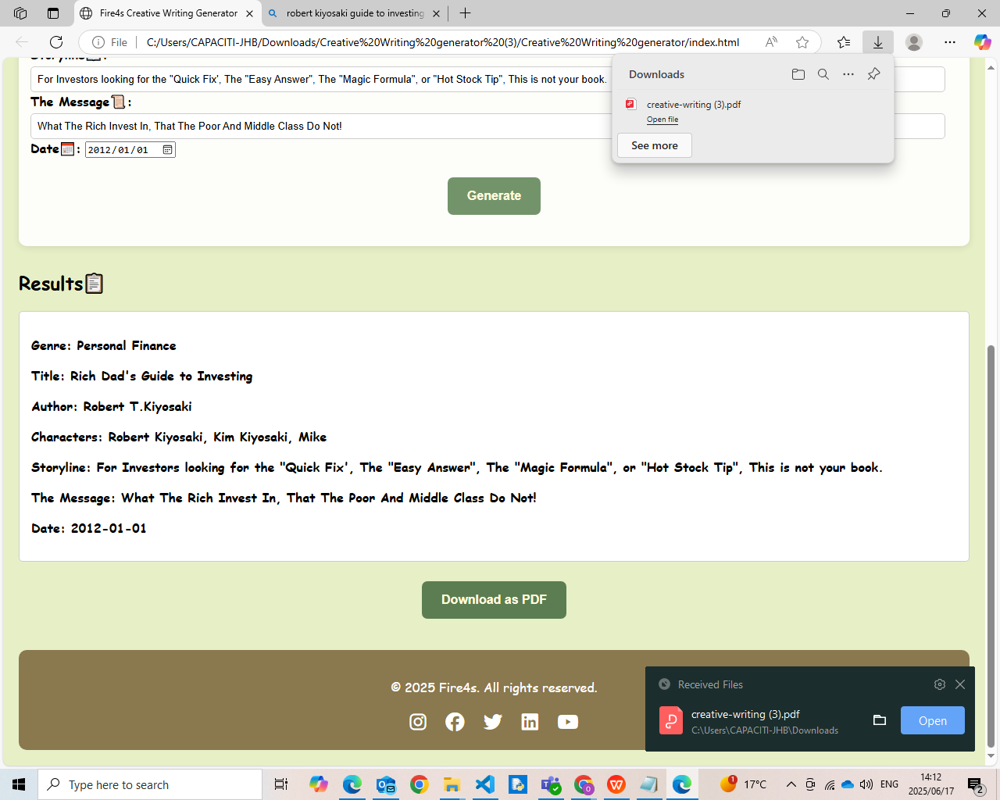 Fire4s Creative Writing Generator
robert kiyosaki guide to investing
File
C:/Users/CAPACITI-JHB/Downloads/Creative%20Writing%20generator%20(3)/Creative%20Writing%20generator/index.html
Storyline:
For Investors looking for the "Quick Fix', The "Easy Answer", The "Magic Formula", or "Hot Stock Tip", This is not your book.
The Message:
What The Rich Invest In, That The Poor And Middle Class Do Not!
Date: 2012/01/01
Generate
Downloads
creative-writing (3).pdf
Open file
See more
Results
Genre: Personal Finance
Title: Rich Dad's Guide to Investing
Author: Robert T.Kiyosaki
Characters: Robert Kiyosaki, Kim Kiyosaki, Mike
Storyline: For Investors looking for the "Quick Fix', The "Easy Answer", The "Magic Formula", or "Hot Stock Tip", This is not your book.
The Message: What The Rich Invest In, That The Poor And Middle Class Do Not!
Date: 2012-01-01
Download as PDF
© 2025 Fire4s. All rights reserved.
Received Files
creative-writing (3).pdf
C:\Users\CAPACITI-JHB\Downloads
Open
Type here to search
1
17°C
ENG
14:12
2025/06/17
2